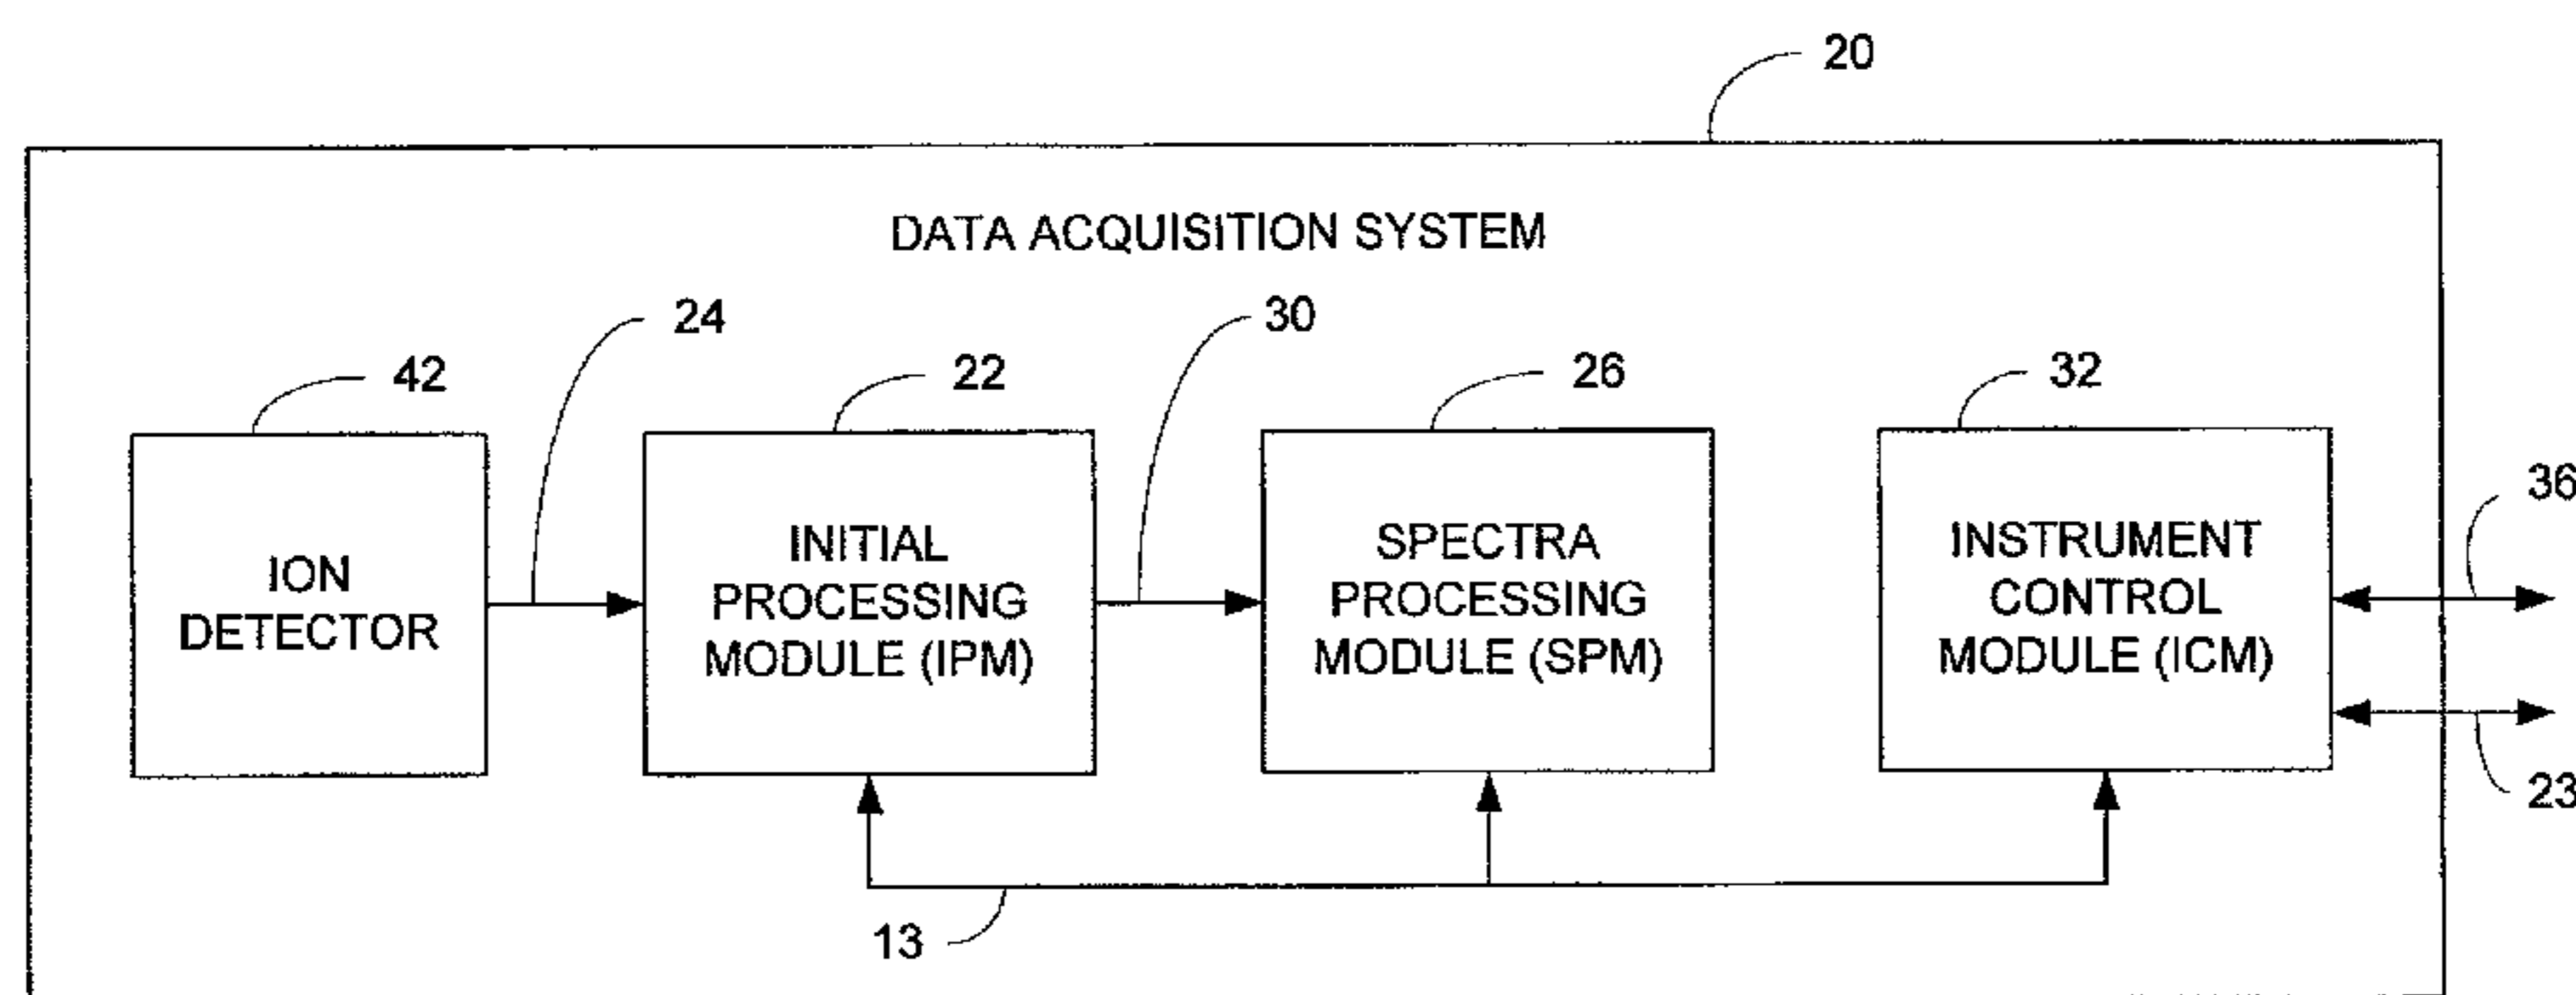 20
DATA ACQUISITION SYSTEM
24
30
42
22
26
32
36
ION
DETECTOR
INITIAL
PROCESSING
MODULE (IPM)
SPECTRA
PROCESSING
MODULE (SPM)
INSTRUMENT
CONTROL
MODULE (ICM)
23
13